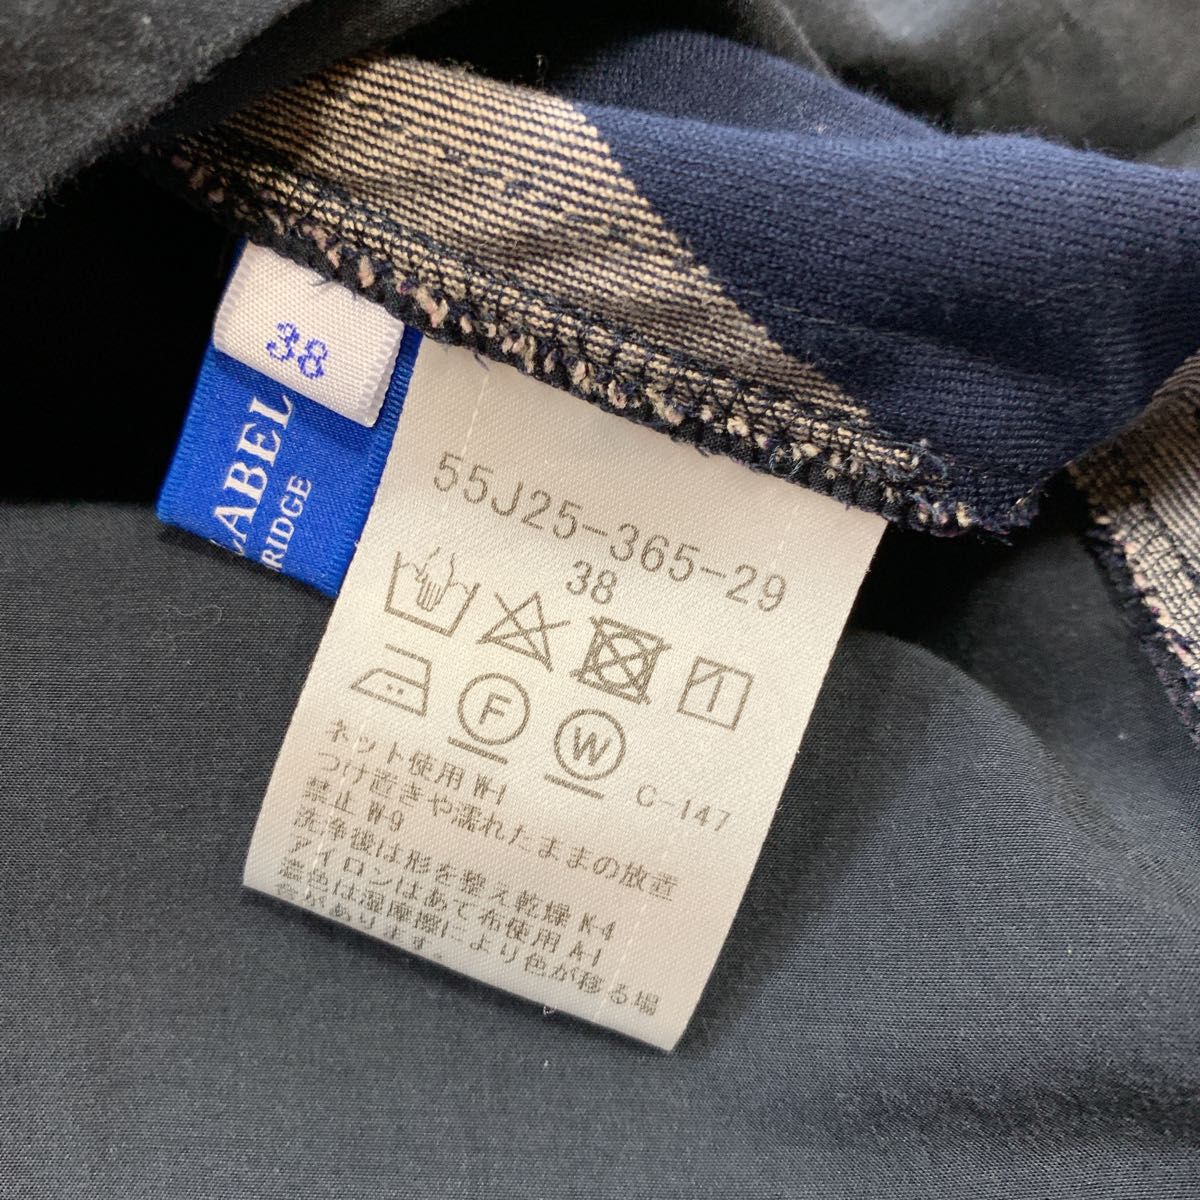 38
LABEL
RIDGE
55J25-365-29
38
F
W
C-147
ネット使用 W-1
つけ置きや濡れたままの放置
禁止 W-9
洗浄後は形を整え乾燥 K-4
アイロンはあて布使用 A-1
濃色は湿摩擦により色が移る場
合があります。